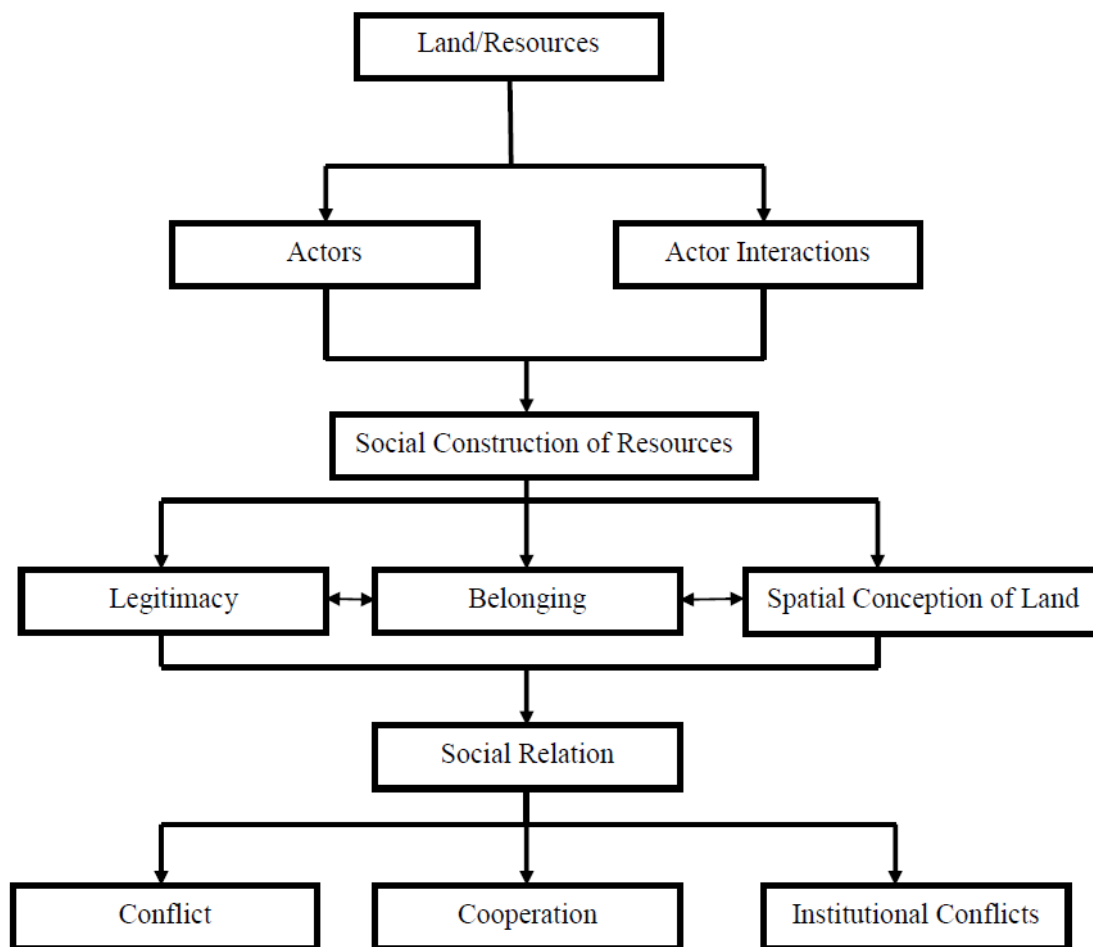 Land/Resources
Actors
Actor Interactions
Social Construction of Resources
Legitimacy
Belonging
Spatial Conception of Land
Social Relation
Conflict
Cooperation
Institutional Conflicts